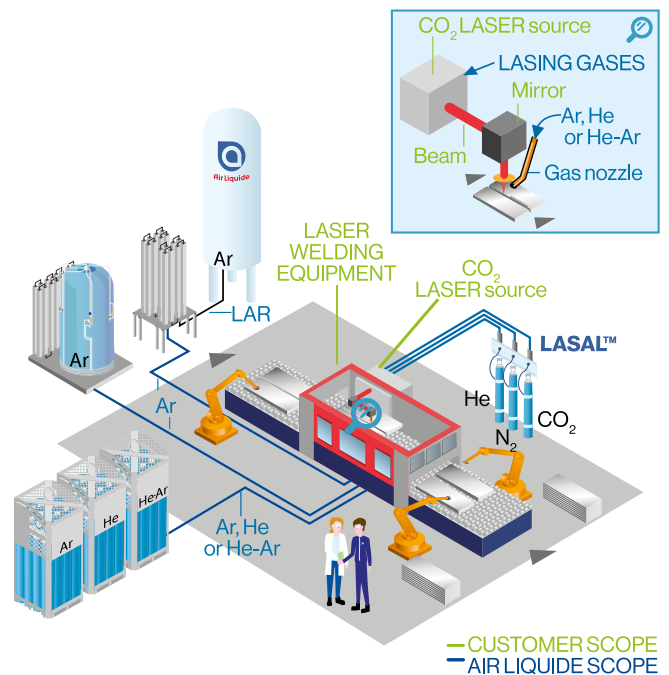 CO₂ LASER source
LASING GASES
Mirror
Ar, He
or He-Ar
Beam
Gas nozzle
Air Liquide
Ar
LASER
WELDING
EQUIPMENT
CO₂
LASER source
LAR
LASAL™
Ar
He
N₂
CO₂
Ar
He-Ar
He
Ar
Ar, He
or He-Ar
CUSTOMER SCOPE
AIR LIQUIDE SCOPE